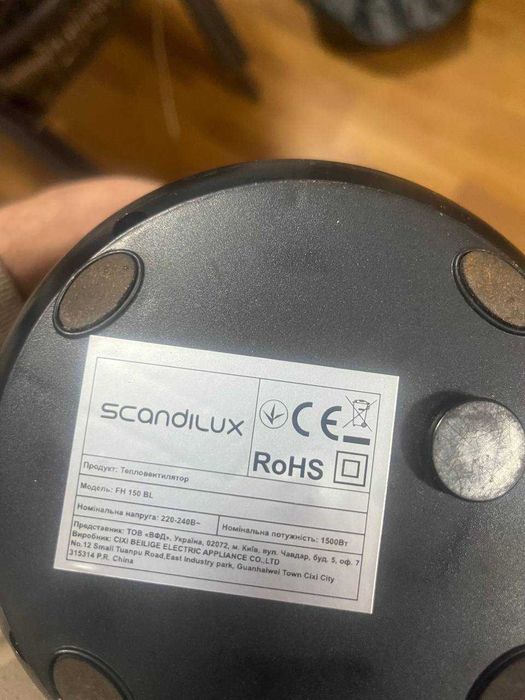 SCANDILUX
CE
RoHS
Продукт: Тепловентилятор
Модель: FH 150 BL
Номінальна напруга: 220-240В~
Номінальна потужність: 1500Вт
Представник: ТОВ «ВФД», Україна, 02072, м. Київ, вул. Чавдар, буд. 5, оф. 7
Виробник: CIXI BEILIGE ELECTRIC APPLIANCE CO.,LTD
No.12 Small Tuanpu Road,East Industry park, Guanhaiwei Town Cixi City
315314 P.R. China